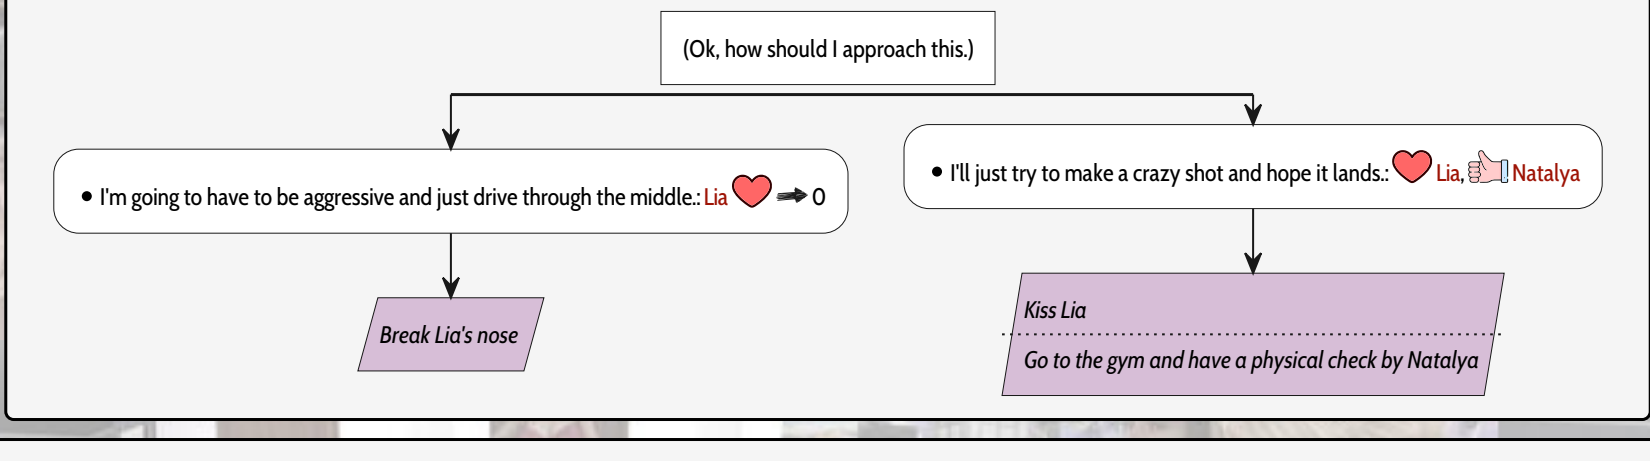 (Ok, how should I approach this.)
• I'm going to have to be aggressive and just drive through the middle.: Lia ❤ ➡ 0
• I'll just try to make a crazy shot and hope it lands.: ❤ Lia, 👍 Natalya
Break Lia's nose
Kiss Lia
Go to the gym and have a physical check by Natalya